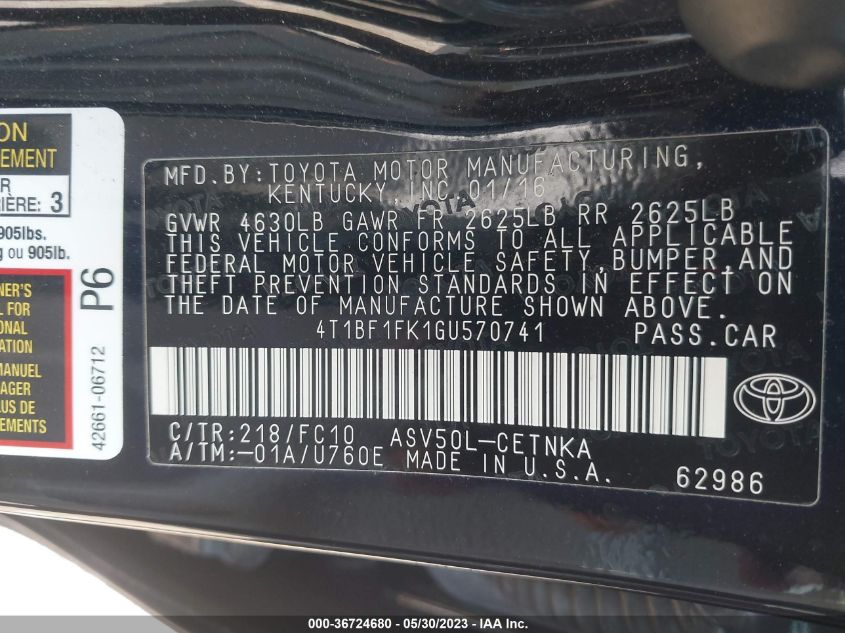 ON
EMENT
R
RIÈRE: 3
905lbs.
g ou 905lb.
NER'S
L FOR
ONAL
ATION
MANUEL
AGER
LUS DE
EMENTS
P6
42661-06712
MFD.BY:TOYOTA MOTOR MANUFACTURING,
KENTUCKY,INC 01/16
GVWR 4630LB GAWR FR 2625LB RR 2625LB
THIS VEHICLE CONFORMS TO ALL APPLICABLE
FEDERAL MOTOR VEHICLE SAFETY,BUMPER,AND
THEFT PREVENTION STANDARDS IN EFFECT ON
THE DATE OF MANUFACTURE SHOWN ABOVE.
4T1BF1FK1GU570741 PASS.CAR
C/TR:218/FC10 ASV50L-CETNKA
A/TM:-01A/U760E MADE IN U.S.A.
62986
000-36724680 - 05/30/2023 - IAA Inc.